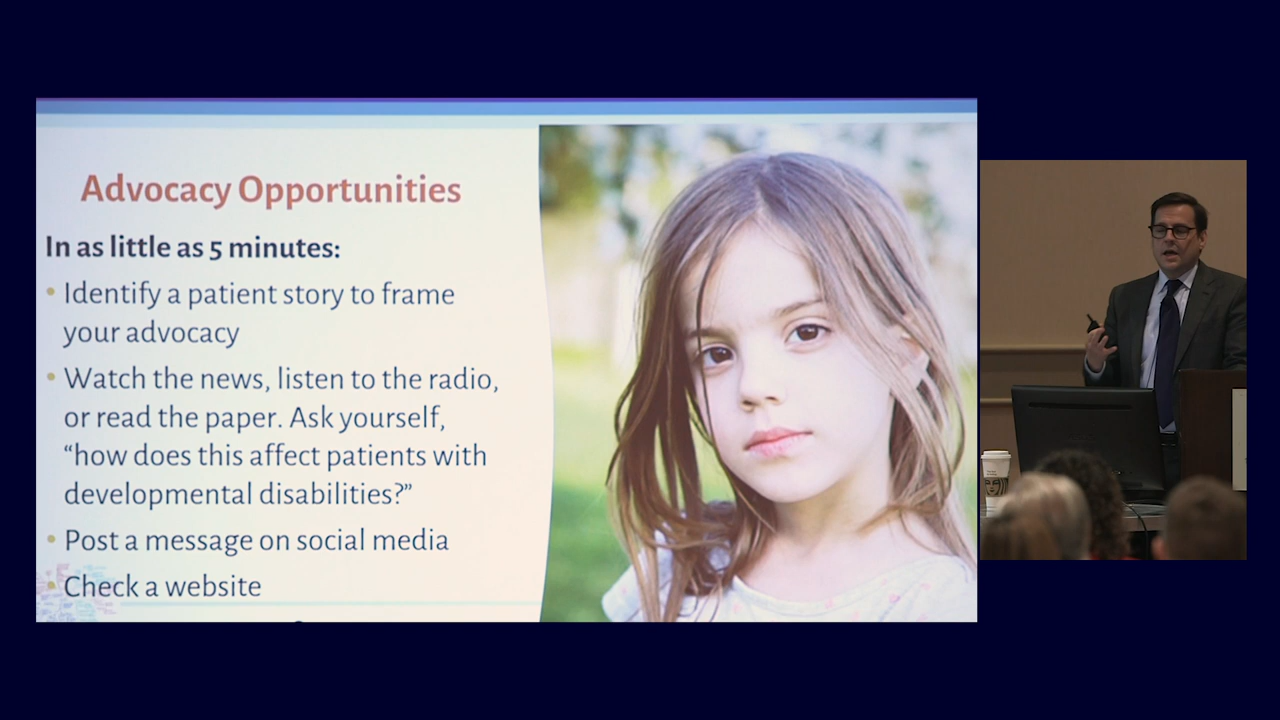 Advocacy Opportunities
In as little as 5 minutes:
• Identify a patient story to frame
your advocacy
• Watch the news, listen to the radio,
or read the paper. Ask yourself,
“how does this affect patients with
developmental disabilities?”
• Post a message on social media
• Check a website